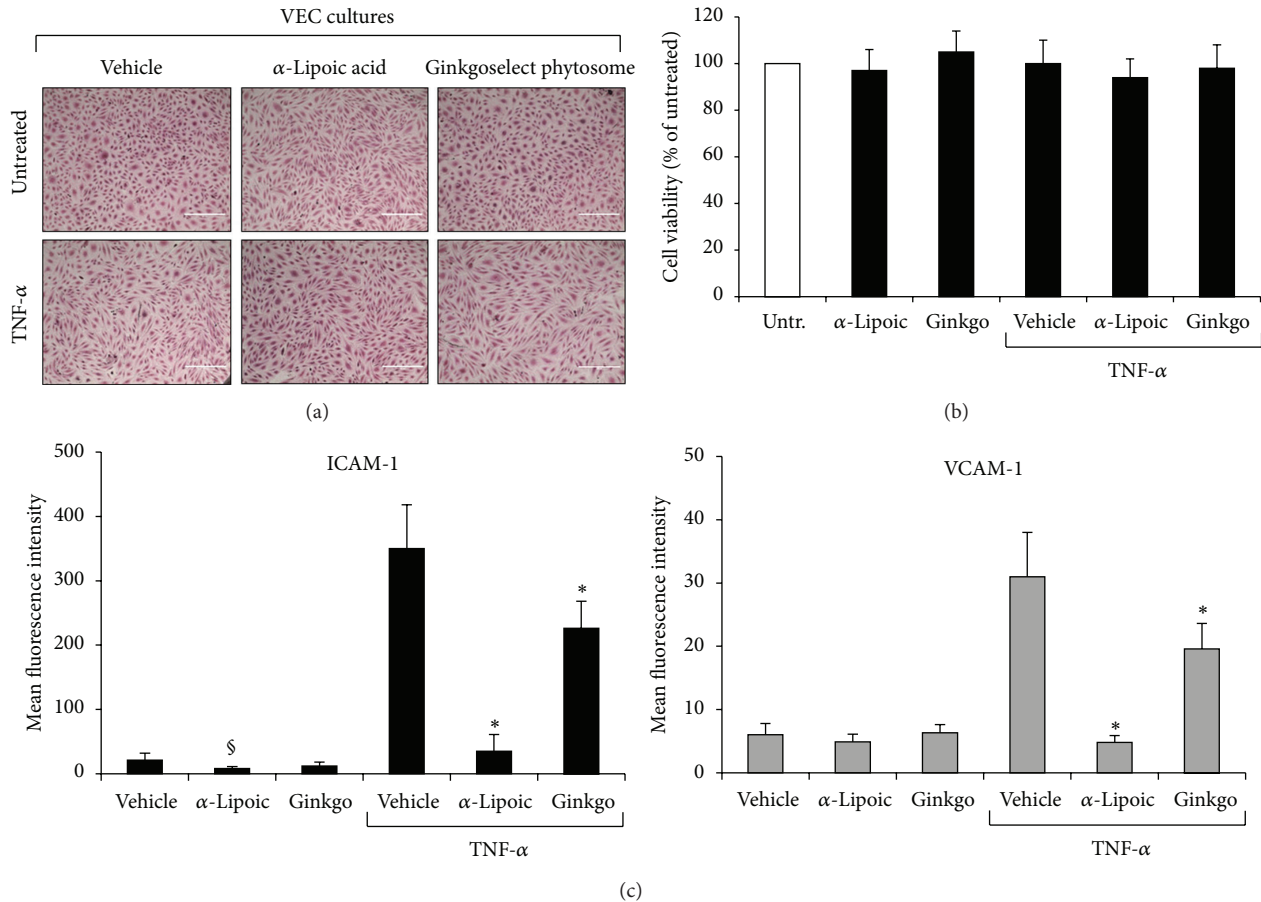 VEC cultures
Vehicle
α-Lipoic acid
Ginkgoselect phytosome
Untreated
TNF-α
(a)
Cell viability (% of untreated)
120
100
80
60
40
20
0
Untr. α-Lipoic Ginkgo Vehicle α-Lipoic Ginkgo
TNF-α
(b)
ICAM-1
Mean fluorescence intensity
500
400
300
200
100
0
§
*
*
Vehicle α-Lipoic Ginkgo Vehicle α-Lipoic Ginkgo
TNF-α
VCAM-1
Mean fluorescence intensity
50
40
30
20
10
0
*
*
Vehicle α-Lipoic Ginkgo Vehicle α-Lipoic Ginkgo
TNF-α
(c)